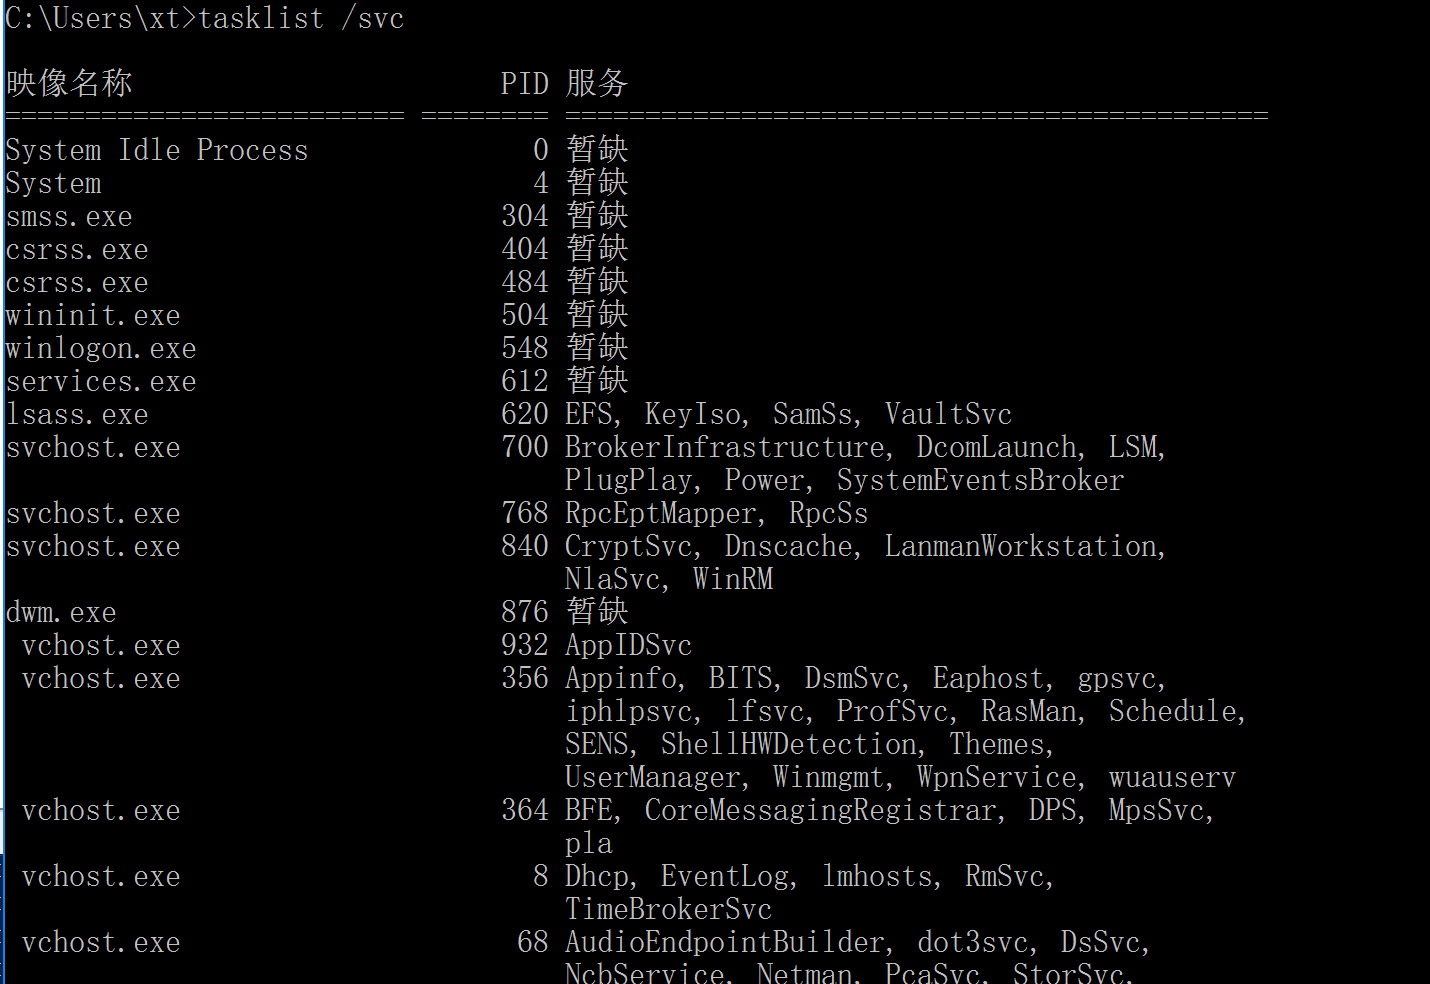 C:\Users\xt>tasklist /svc
映像名称 PID 服务
========================= ======== ============================================
System Idle Process 0 暂缺
System 4 暂缺
smss.exe 304 暂缺
csrss.exe 404 暂缺
csrss.exe 484 暂缺
wininit.exe 504 暂缺
winlogon.exe 548 暂缺
services.exe 612 暂缺
lsass.exe 620 EFS, KeyIso, SamSs, VaultSvc
svchost.exe 700 BrokerInfrastructure, DcomLaunch, LSM,
PlugPlay, Power, SystemEventsBroker
svchost.exe 768 RpcEptMapper, RpcSs
svchost.exe 840 CryptSvc, Dnscache, LanmanWorkstation,
NlaSvc, WinRM
dwm.exe 876 暂缺
vchost.exe 932 AppIDSvc
vchost.exe 356 Appinfo, BITS, DsmSvc, Eaphost, gpsvc,
iphlpsvc, lfsvc, ProfSvc, RasMan, Schedule,
SENS, ShellHWDetection, Themes,
UserManager, Winmgmt, WpnService, wuauserv
vchost.exe 364 BFE, CoreMessagingRegistrar, DPS, MpsSvc,
pla
vchost.exe 8 Dhcp, EventLog, lmhosts, RmSvc,
TimeBrokerSvc
vchost.exe 68 AudioEndpointBuilder, dot3svc, DsSvc,
NcbService, Netman, PcaSvc, StorSvc,